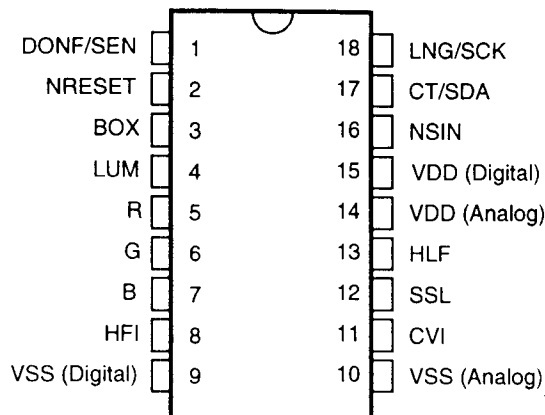 DONF/SEN 1 18 LNG/SCK
NRESET 2 17 CT/SDA
BOX 3 16 NSIN
LUM 4 15 VDD (Digital)
R 5 14 VDD (Analog)
G 6 13 HLF
B 7 12 SSL
HFI 8 11 CVI
VSS (Digital) 9 10 VSS (Analog)